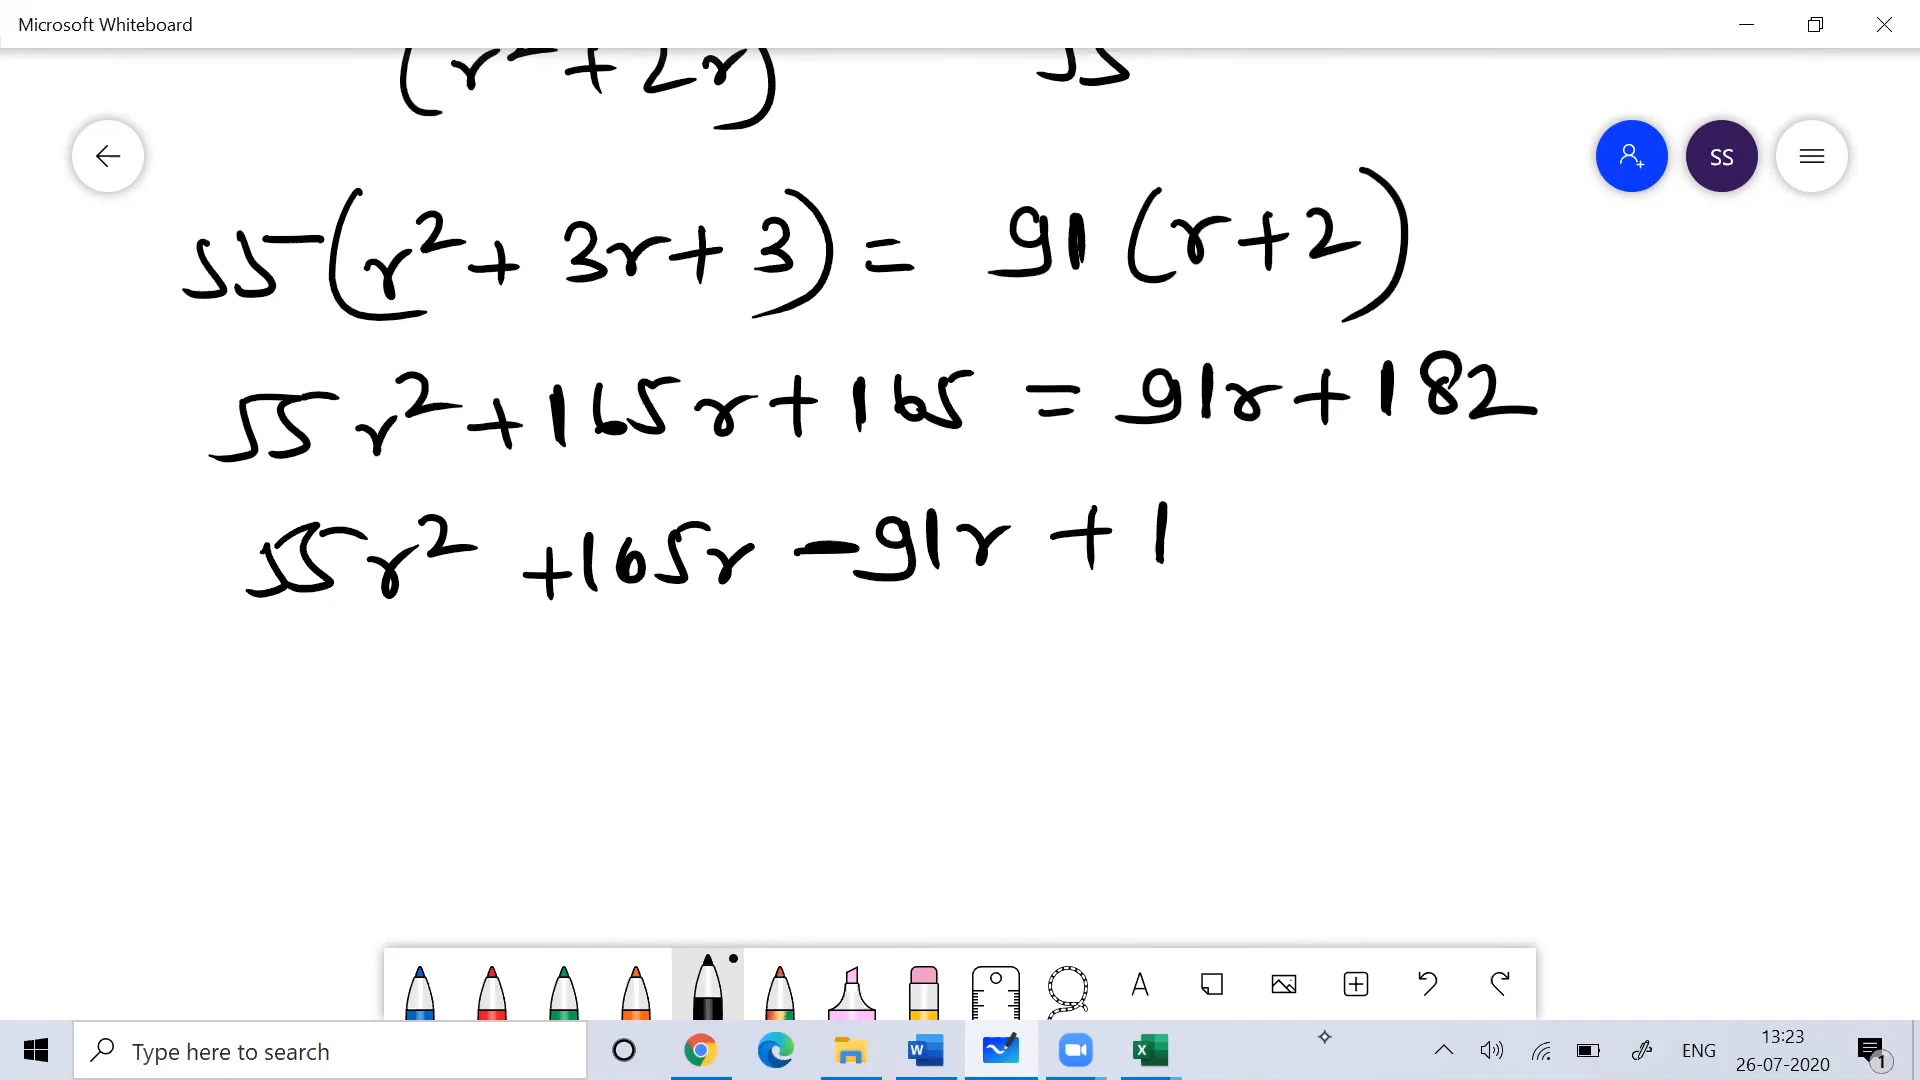 Microsoft Whiteboard
(r² + 2r) 55
SS
55(r² + 3r + 3) = 91(r+2)
55r² + 165r + 165 = 91r + 182
55r² + 165r - 91r + 1
A
Type here to search
ENG
13:23
26-07-2020
1